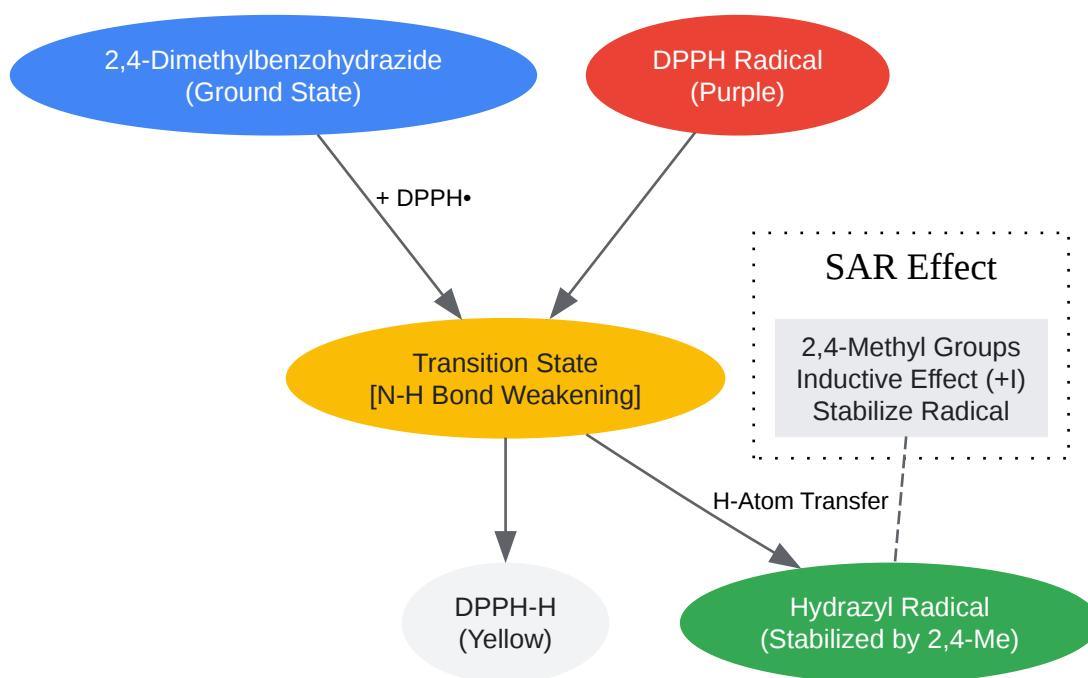 2,4-Dimethylbenzohydrazide
(Ground State)
DPPH Radical
(Purple)
+ DPPH•
SAR Effect
2,4-Methyl Groups
Inductive Effect (+I)
Stabilize Radical
Transition State
[N-H Bond Weakening]
H-Atom Transfer
DPPH-H
(Yellow)
Hydrazyl Radical
(Stabilized by 2,4-Me)